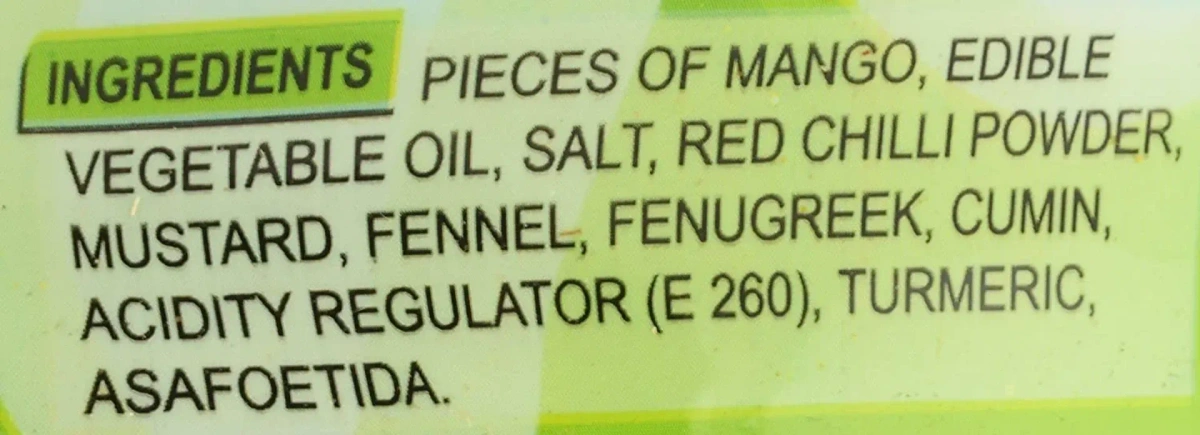 INGREDIENTS PIECES OF MANGO, EDIBLE
VEGETABLE OIL, SALT, RED CHILLI POWDER,
MUSTARD, FENNEL, FENUGREEK, CUMIN,
ACIDITY REGULATOR (E 260), TURMERIC,
ASAFOETIDA.